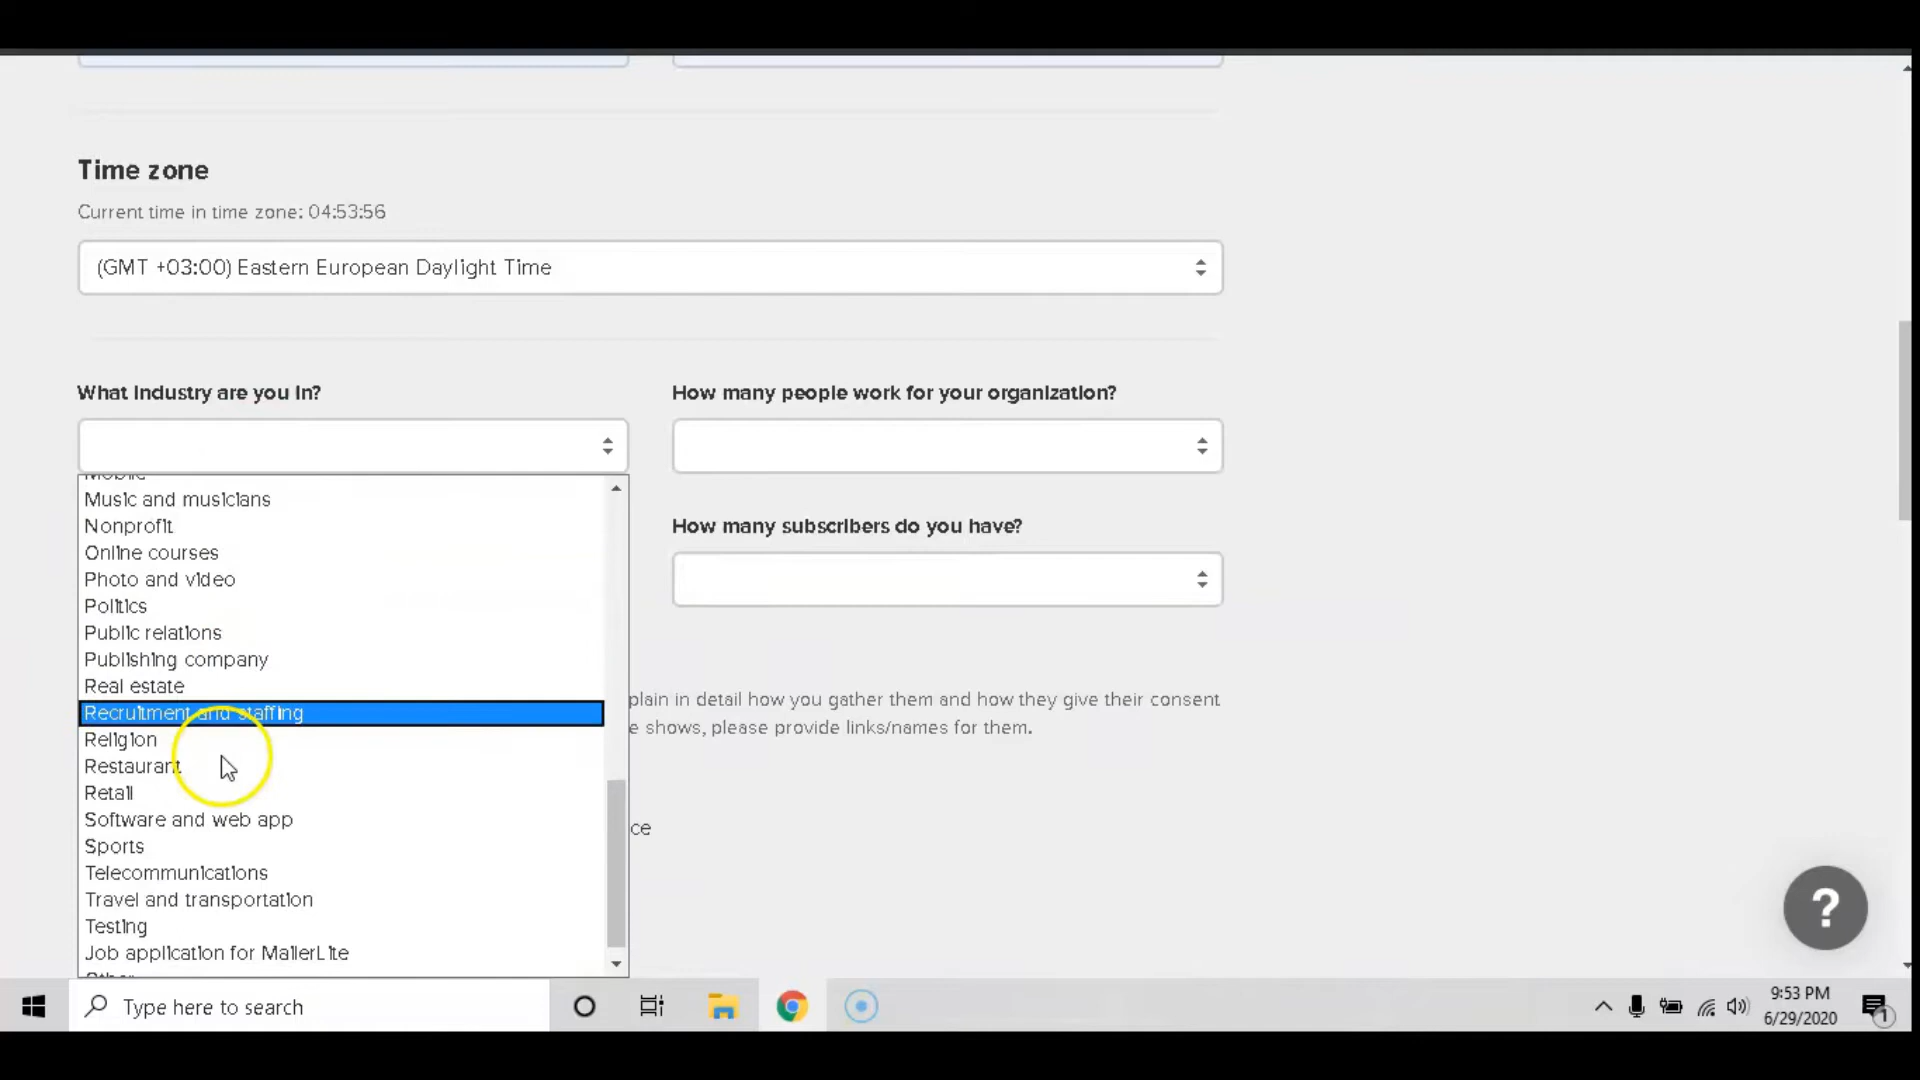 Time zone
Current time in time zone: 04:53:56
(GMT +03:00) Eastern European Daylight Time
What industry are you in?
How many people work for your organization?
Mobile
Music and musicians
Nonprofit
Online courses
Photo and video
Politics
Public relations
Publishing company
Real estate
Recruitment and staffing
Religion
Restaurant
Retail
Software and web app
Sports
Telecommunications
Travel and transportation
Testing
Job application for MailerLite
Other
How many subscribers do you have?
plain in detail how you gather them and how they give their consent
e shows, please provide links/names for them.
ce
?
Type here to search
9:53 PM
6/29/2020
1